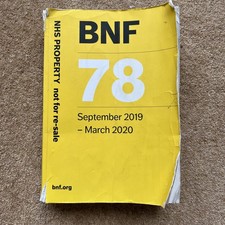 BNF
78
September 2019
– March 2020
NHS PROPERTY not for re-sale
bnf.org